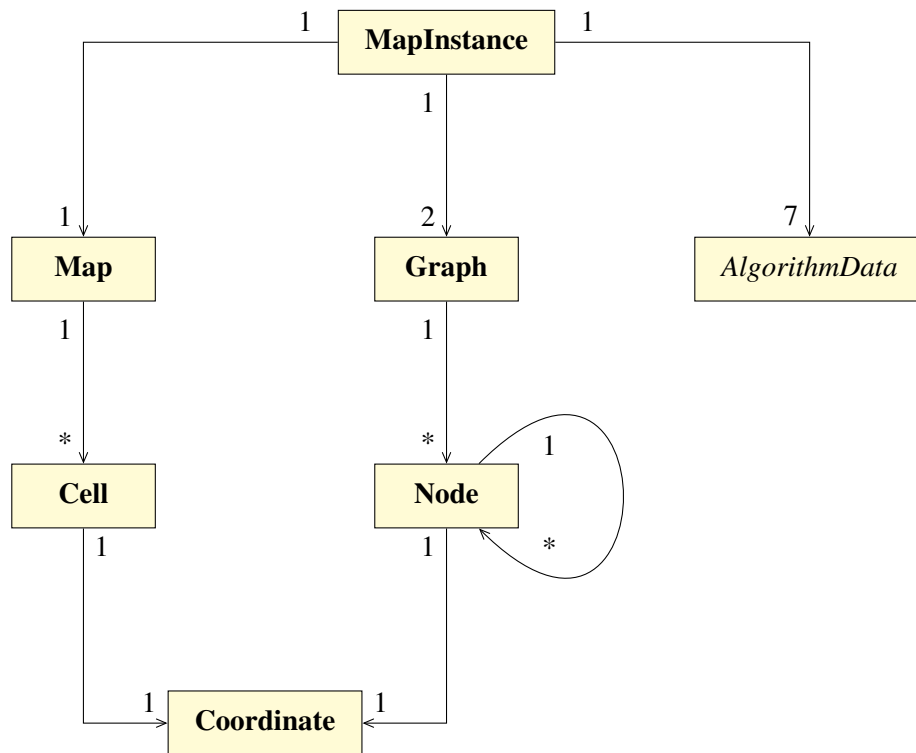 1
MapInstance
1
1
1
2
7
Map
Graph
AlgorithmData
1
1
*
*
1
Cell
Node
1
1
*
1
Coordinate
1